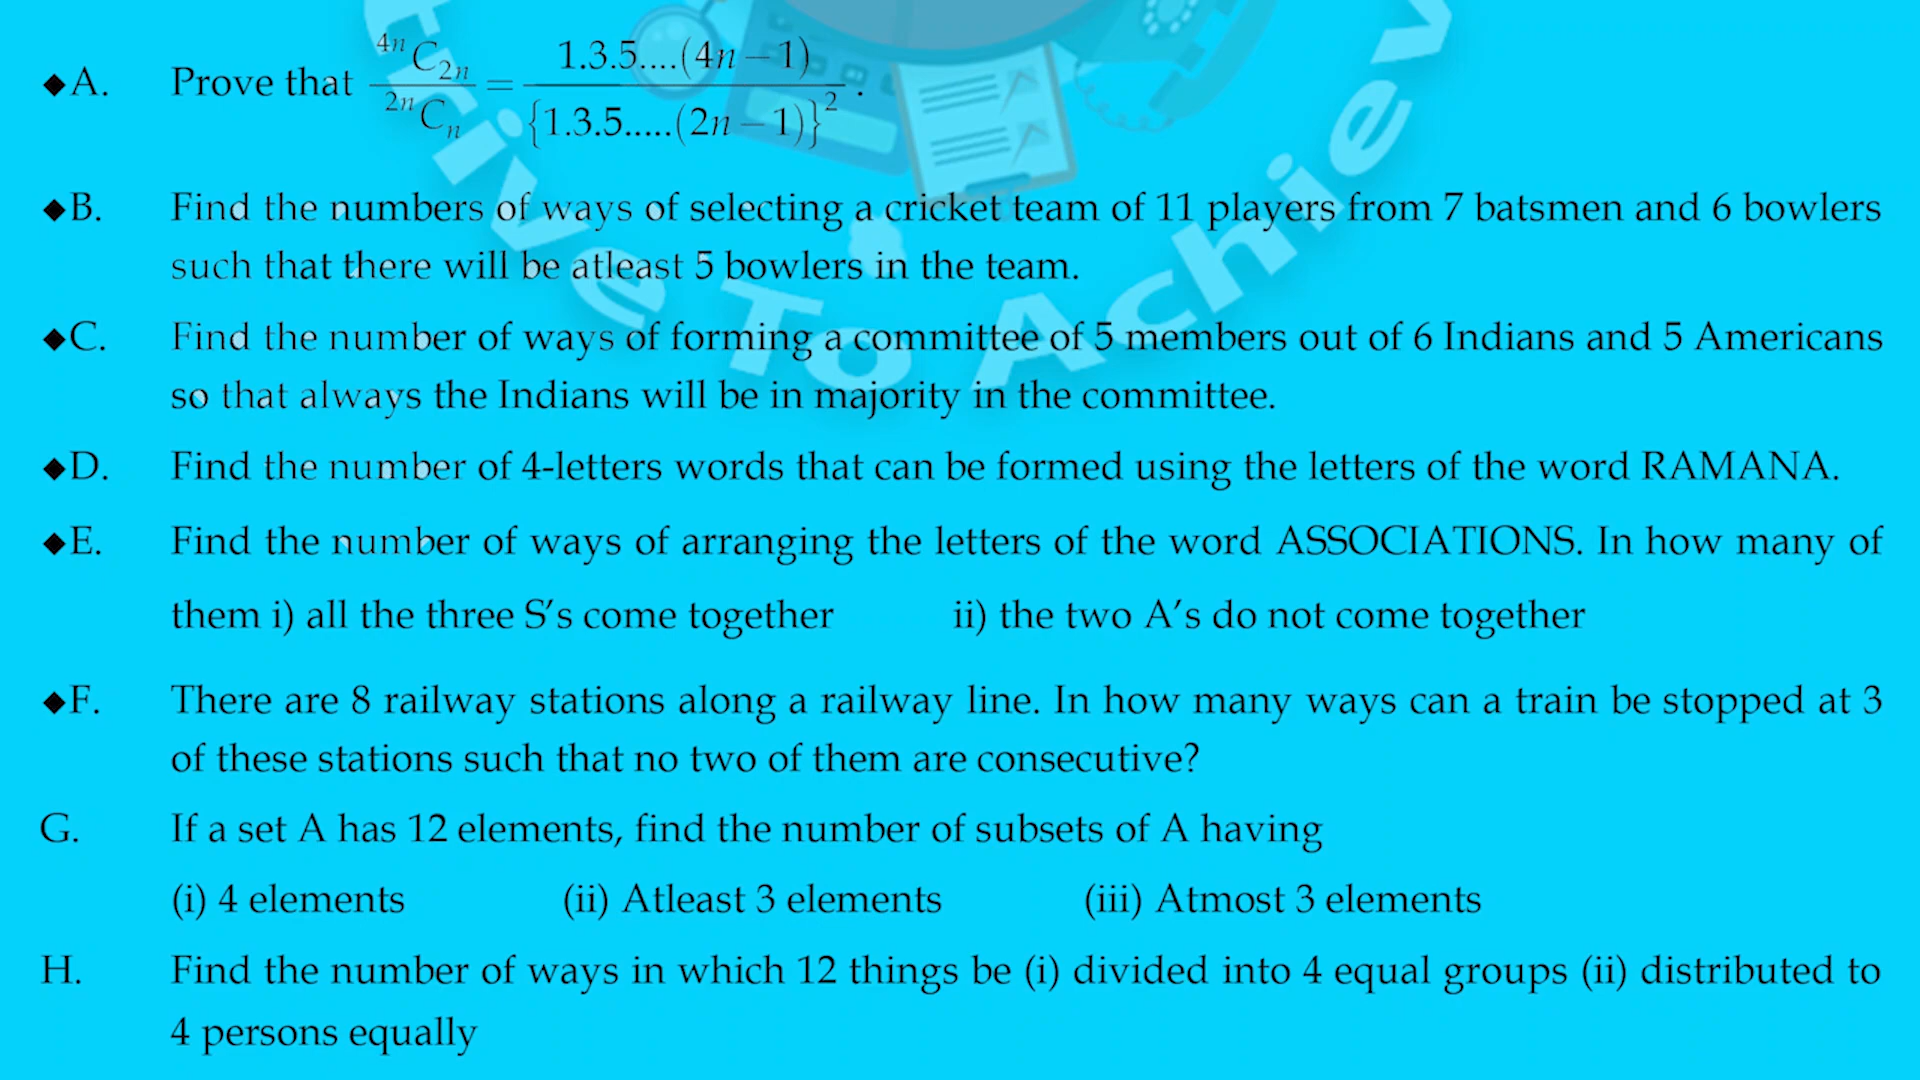 ◆A. Prove that ⁴ⁿC₂ₙ / ²ⁿCₙ = 1.3.5....(4n – 1) / {1.3.5.....(2n – 1)}² .
◆B. Find the numbers of ways of selecting a cricket team of 11 players from 7 batsmen and 6 bowlers
such that there will be atleast 5 bowlers in the team.
◆C. Find the number of ways of forming a committee of 5 members out of 6 Indians and 5 Americans
so that always the Indians will be in majority in the committee.
◆D. Find the number of 4-letters words that can be formed using the letters of the word RAMANA.
◆E. Find the number of ways of arranging the letters of the word ASSOCIATIONS. In how many of
them i) all the three S's come together ii) the two A's do not come together
◆F. There are 8 railway stations along a railway line. In how many ways can a train be stopped at 3
of these stations such that no two of them are consecutive?
G. If a set A has 12 elements, find the number of subsets of A having
(i) 4 elements (ii) Atleast 3 elements (iii) Atmost 3 elements
H. Find the number of ways in which 12 things be (i) divided into 4 equal groups (ii) distributed to
4 persons equally
To